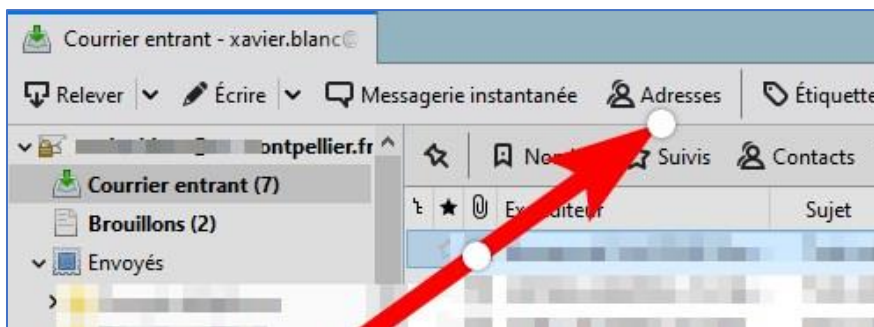 Courrier entrant - xavier.blanc@
Relever Écrire Messagerie instantanée Adresses Étiquette
ontpellier.fr
Suivis Contacts
Courrier entrant (7)
Sujet
Brouillons (2)
Envoyés